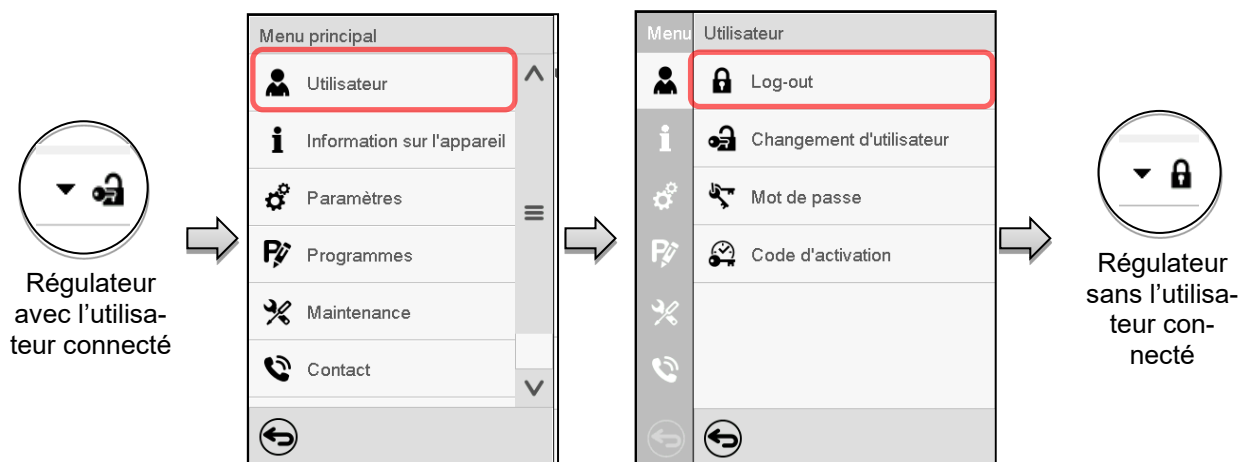 Régulateur
avec l’utilisa-
teur connecté
Menu principal
Utilisateur
Information sur l'appareil
Paramètres
Programmes
Maintenance
Contact
Menu
Utilisateur
Log-out
Changement d'utilisateur
Mot de passe
Code d'activation
Régulateur
sans l’utilisa-
teur con-
necté